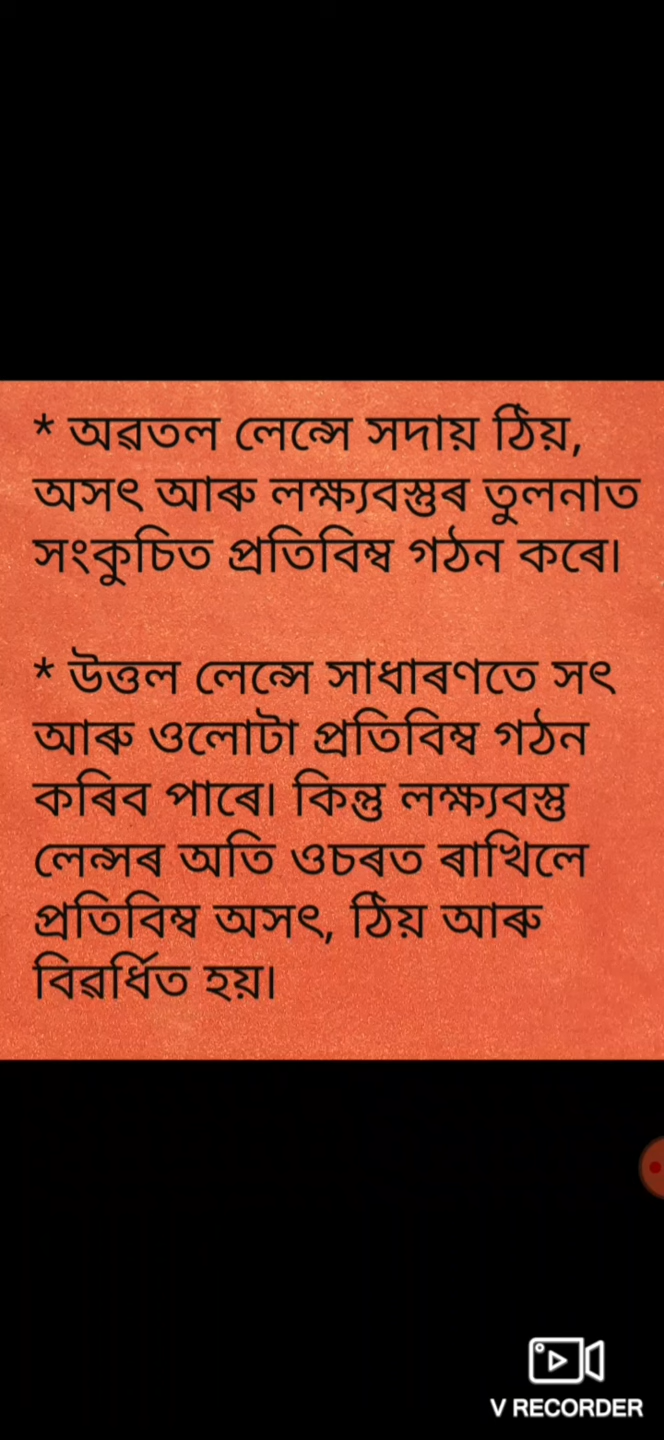 * অৱতল লেন্সে সদায় ঠিয়,
অসৎ আৰু লক্ষ্যবস্তুৰ তুলনাত
সংকুচিত প্ৰতিবিম্ব গঠন কৰে।
* উত্তল লেন্সে সাধাৰণতে সৎ
আৰু ওলোটা প্ৰতিবিম্ব গঠন
কৰিব পাৰে। কিন্তু লক্ষ্যবস্তু
লেন্সৰ অতি ওচৰত ৰাখিলে
প্ৰতিবিম্ব অসৎ, ঠিয় আৰু
বিৱৰ্ধিত হয়।
V RECORDER